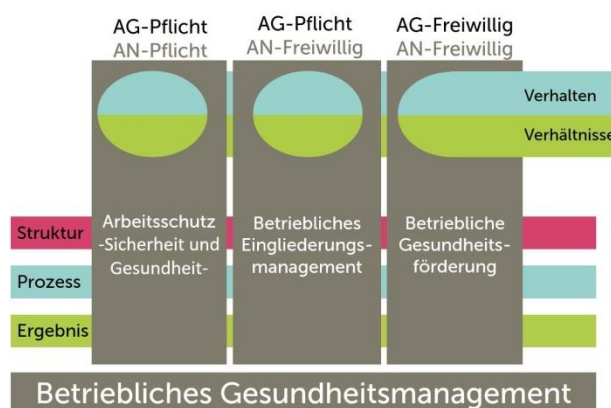 AG-Pflicht
AN-Pflicht
AG-Pflicht
AN-Freiwillig
AG-Freiwillig
AN-Freiwillig
Verhalten
Verhältnisse
Struktur
Prozess
Ergebnis
Arbeitsschutz
-Sicherheit und
Gesundheit-
Betriebliches
Eingliederungs-
management
Betriebliche
Gesundheits-
förderung
Betriebliches Gesundheitsmanagement